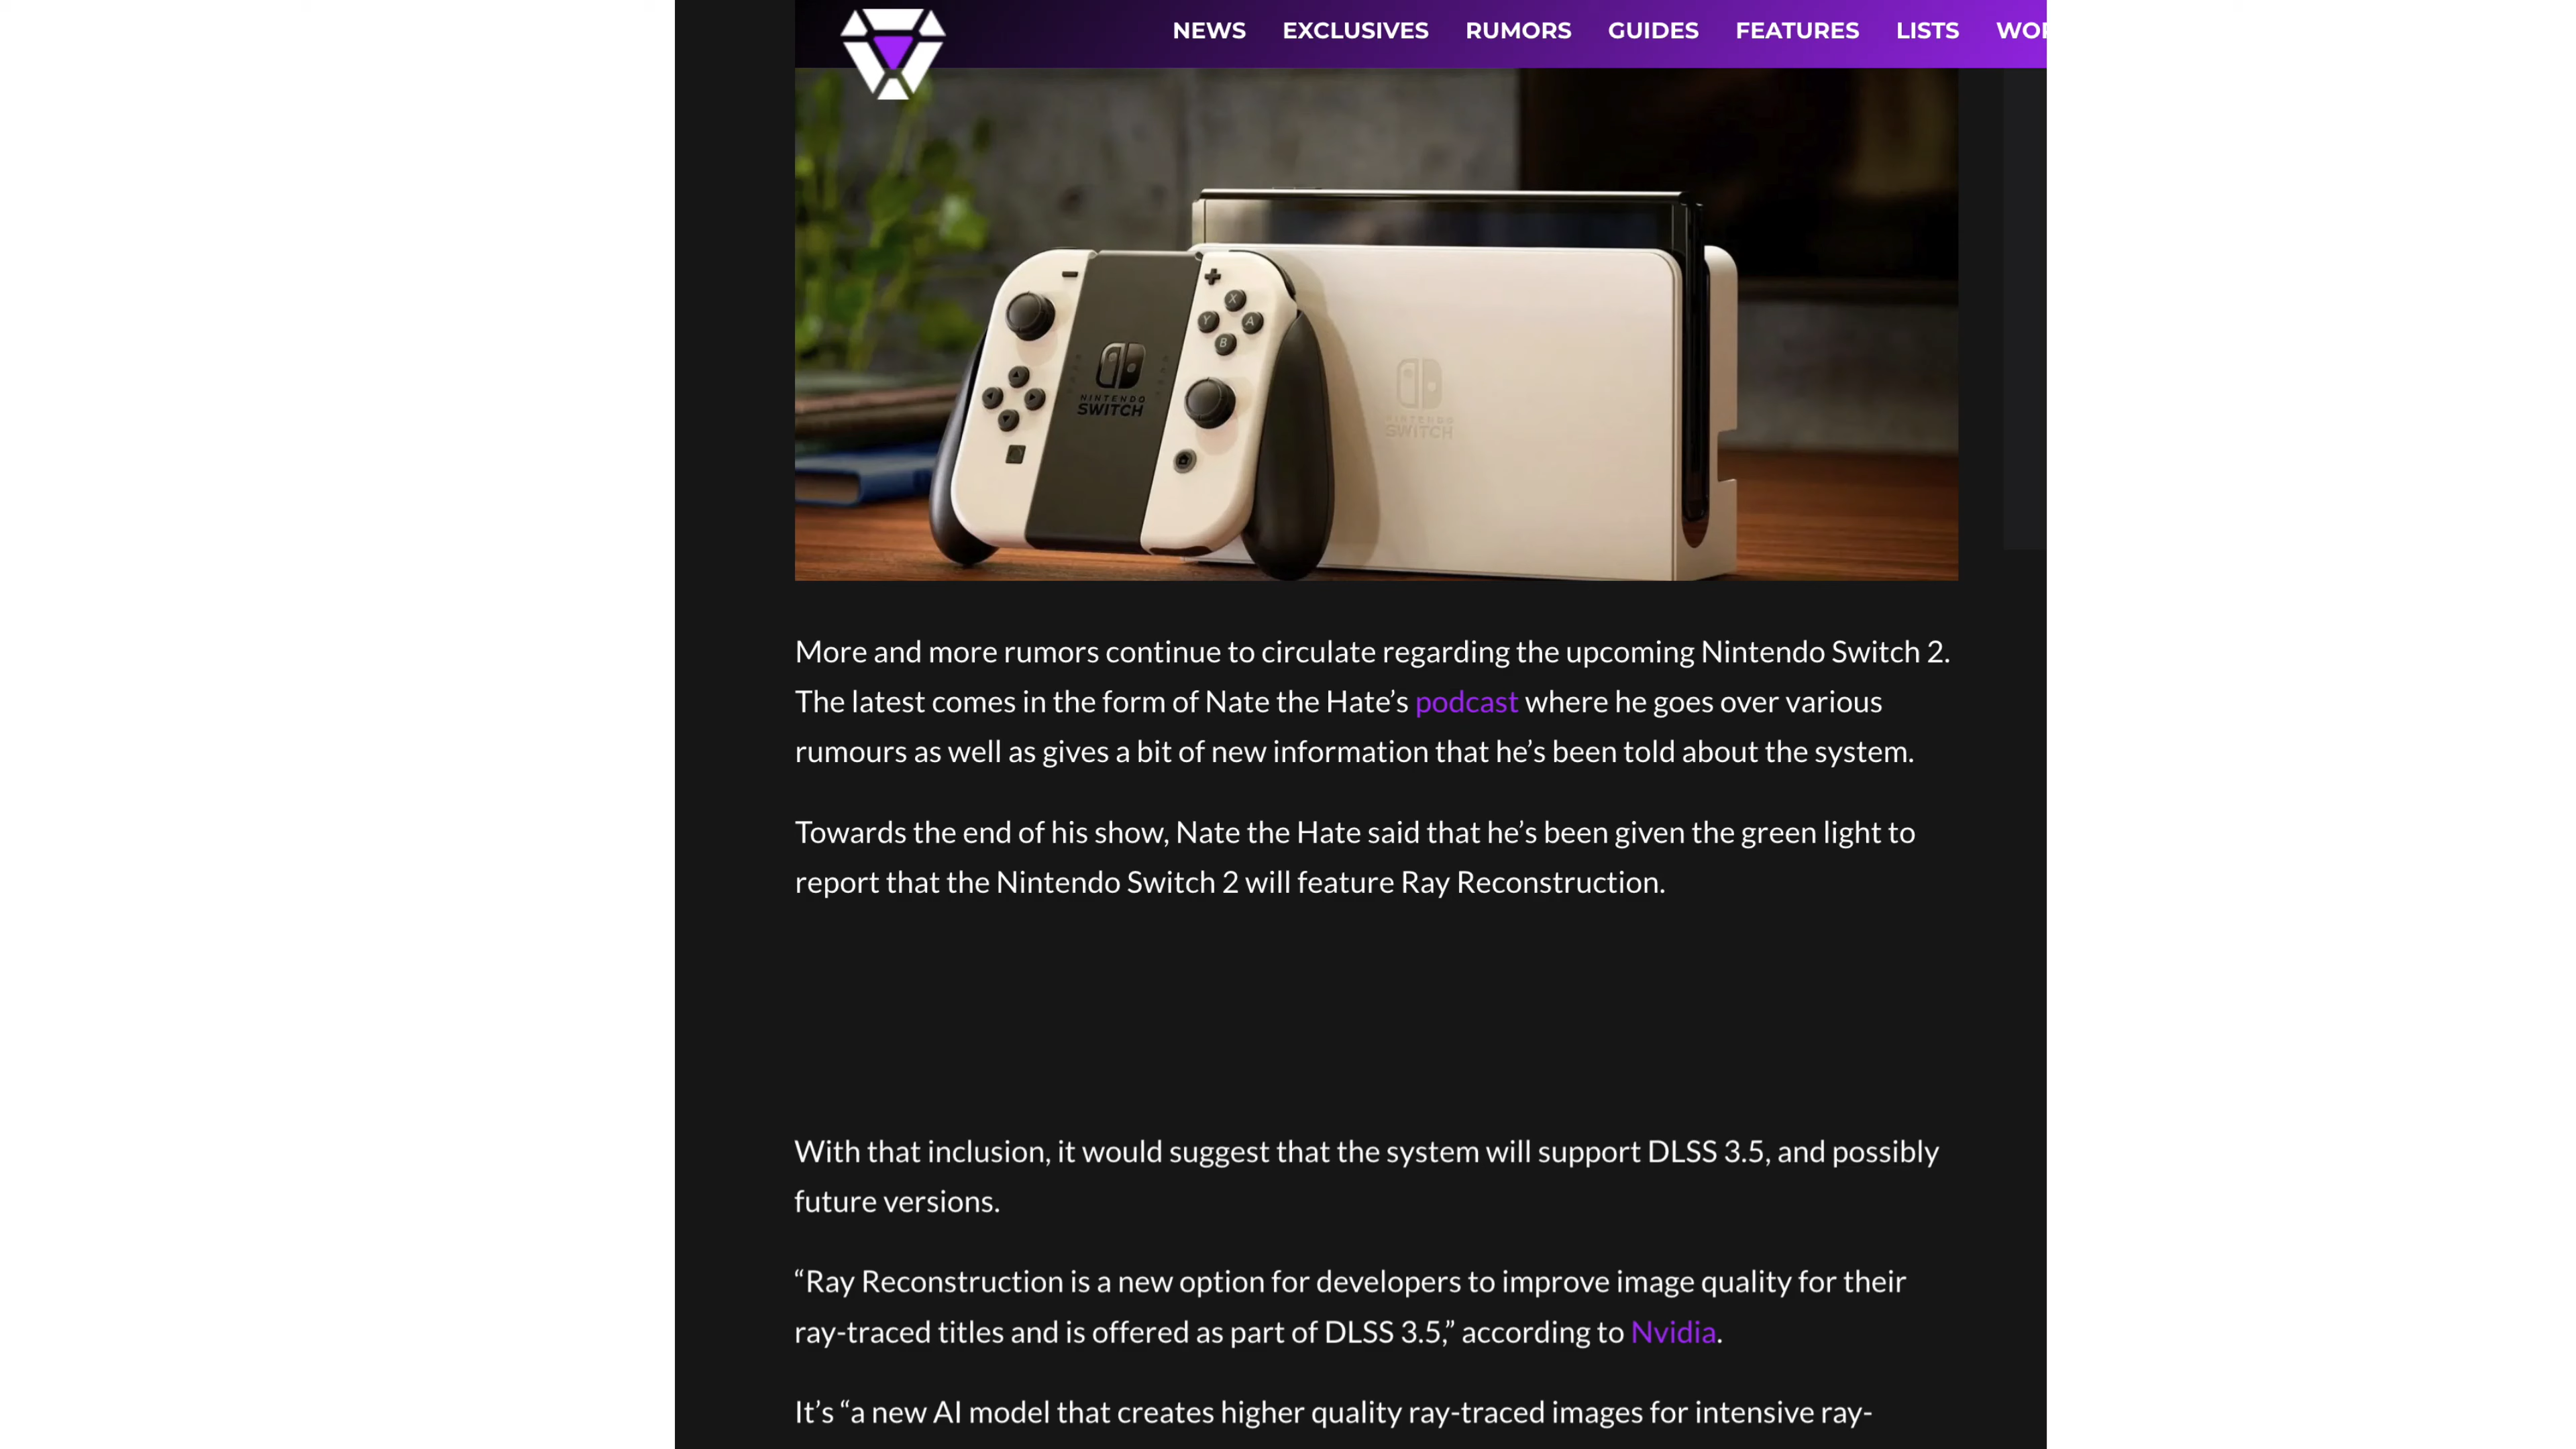 NEWS EXCLUSIVES RUMORS GUIDES FEATURES LISTS
X
Y A
B
NINTENDO
SWITCH
NINTENDO
SWITCH
More and more rumors continue to circulate regarding the upcoming Nintendo Switch 2.
The latest comes in the form of Nate the Hate’s podcast where he goes over various
rumours as well as gives a bit of new information that he’s been told about the system.
Towards the end of his show, Nate the Hate said that he’s been given the green light to
report that the Nintendo Switch 2 will feature Ray Reconstruction.
With that inclusion, it would suggest that the system will support DLSS 3.5, and possibly
future versions.
“Ray Reconstruction is a new option for developers to improve image quality for their
ray-traced titles and is offered as part of DLSS 3.5,” according to Nvidia.
It’s “a new AI model that creates higher quality ray-traced images for intensive ray-